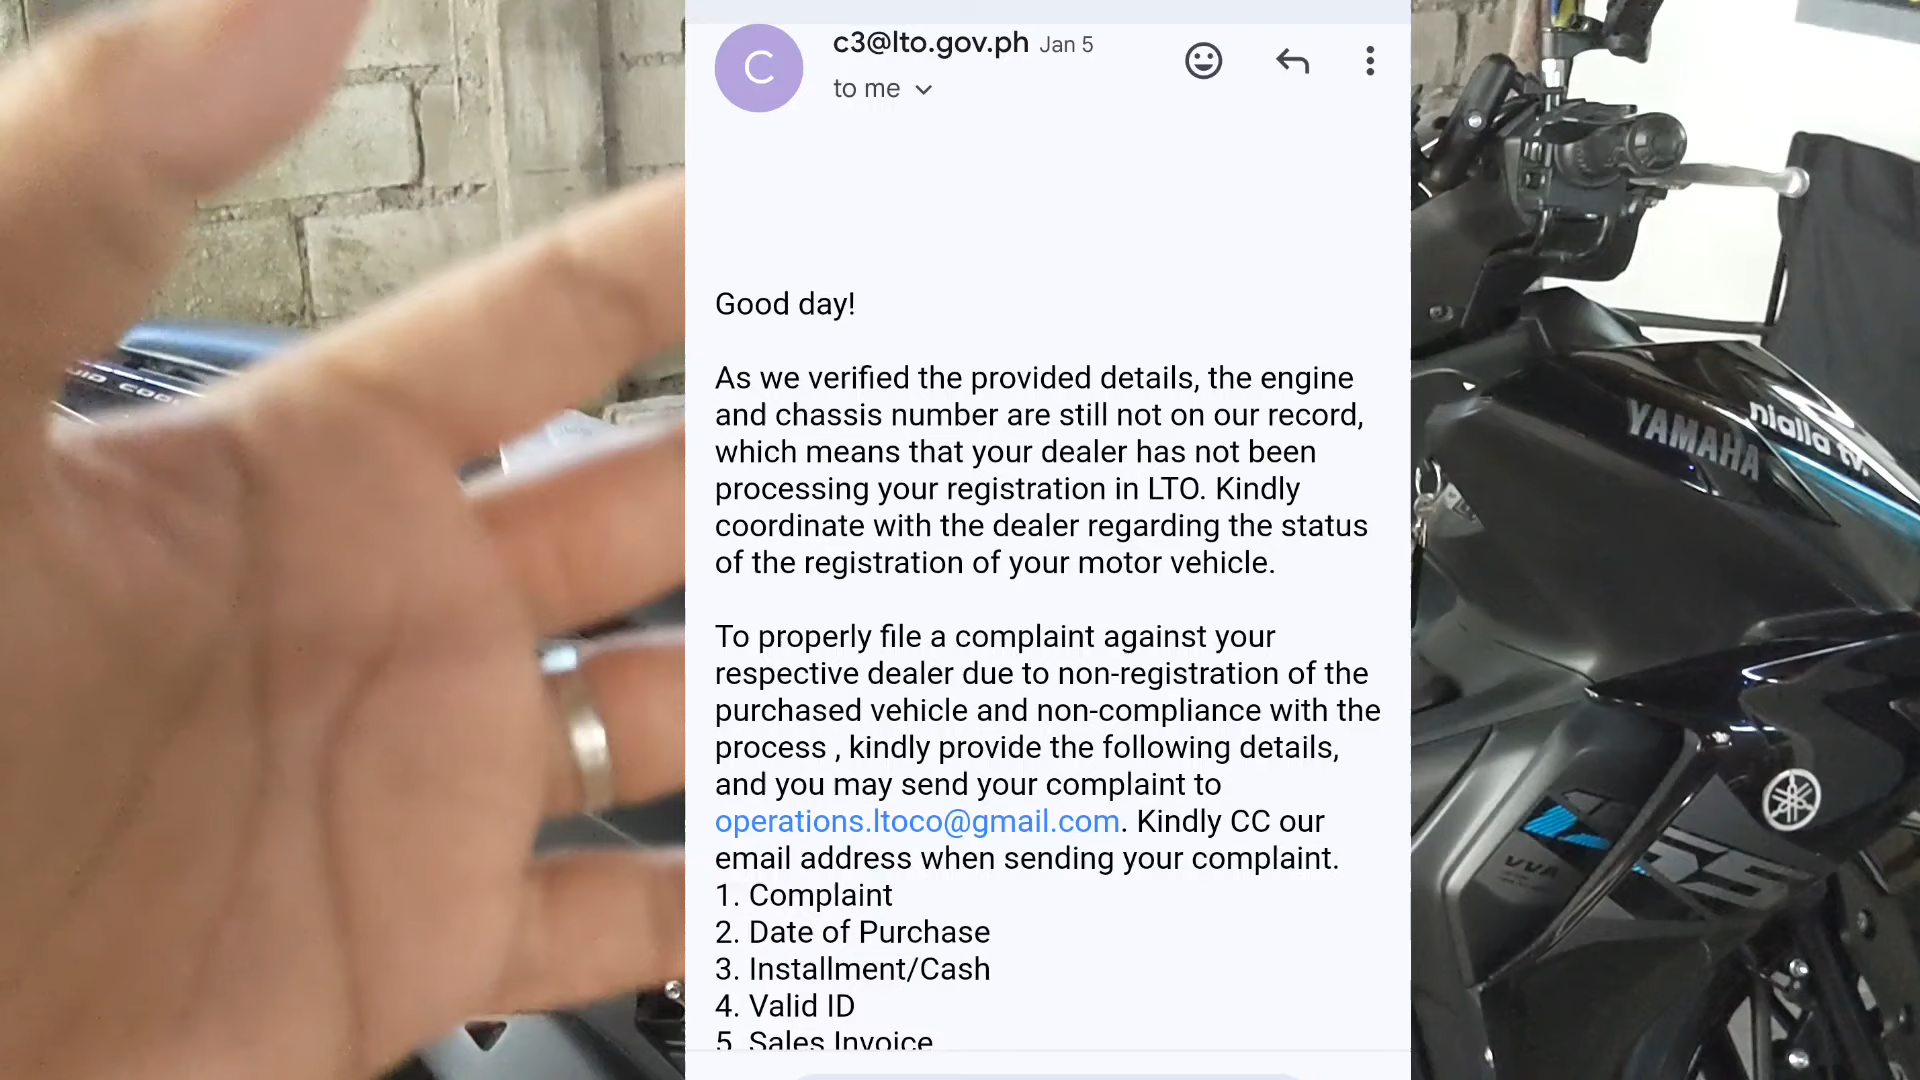 C
c3@lto.gov.ph Jan 5
to me
Good day!
As we verified the provided details, the engine
and chassis number are still not on our record,
which means that your dealer has not been
processing your registration in LTO. Kindly
coordinate with the dealer regarding the status
of the registration of your motor vehicle.
To properly file a complaint against your
respective dealer due to non-registration of the
purchased vehicle and non-compliance with the
process , kindly provide the following details,
and you may send your complaint to
operations.ltoco@gmail.com. Kindly CC our
email address when sending your complaint.
1. Complaint
2. Date of Purchase
3. Installment/Cash
4. Valid ID
5. Sales Invoice
YAMAHA
nialla tv.
VVA
155